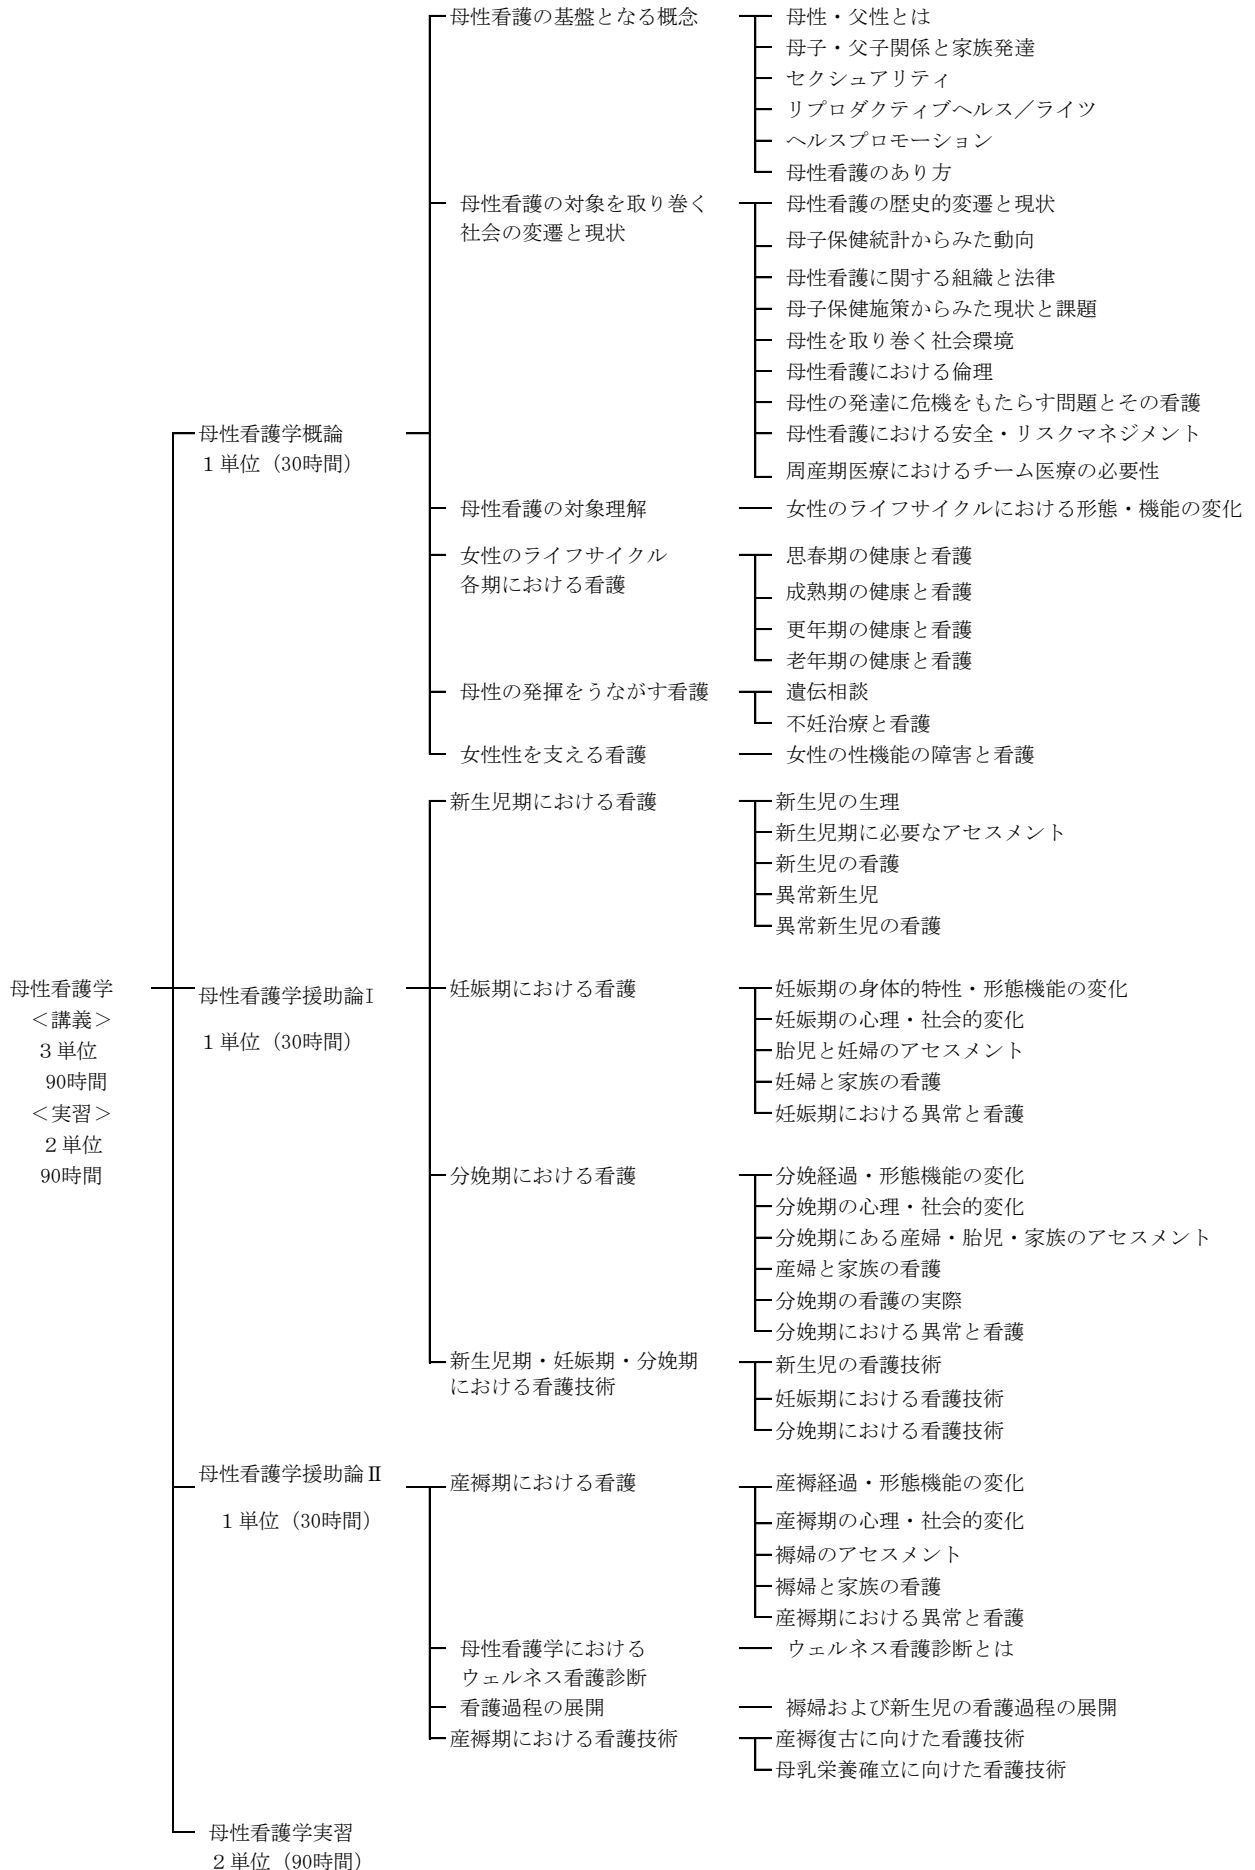 母性看護学
＜講義＞
３単位
90時間
＜実習＞
２単位
90時間
母性看護学概論
１単位（30時間）
母性看護の基盤となる概念
母性・父性とは
母子・父子関係と家族発達
セクシュアリティ
リプロダクティブヘルス／ライツ
ヘルスプロモーション
母性看護のあり方
母性看護の対象を取り巻く
社会の変遷と現状
母性看護の歴史的変遷と現状
母子保健統計からみた動向
母性看護に関する組織と法律
母子保健施策からみた現状と課題
母性を取り巻く社会環境
母性看護における倫理
母性の発達に危機をもたらす問題とその看護
母性看護における安全・リスクマネジメント
周産期医療におけるチーム医療の必要性
母性看護の対象理解
女性のライフサイクルにおける形態・機能の変化
女性のライフサイクル
各期における看護
思春期の健康と看護
成熟期の健康と看護
更年期の健康と看護
老年期の健康と看護
母性の発揮をうながす看護
遺伝相談
不妊治療と看護
女性性を支える看護
女性の性機能の障害と看護
母性看護学援助論Ⅰ
１単位（30時間）
新生児期における看護
新生児の生理
新生児期に必要なアセスメント
新生児の看護
異常新生児
異常新生児の看護
妊娠期における看護
妊娠期の身体的特性・形態機能の変化
妊娠期の心理・社会的変化
胎児と妊婦のアセスメント
妊婦と家族の看護
妊娠期における異常と看護
分娩期における看護
分娩経過・形態機能の変化
分娩期の心理・社会的変化
分娩期にある産婦・胎児・家族のアセスメント
産婦と家族の看護
分娩期の看護の実際
分娩期における異常と看護
新生児期・妊娠期・分娩期
における看護技術
新生児の看護技術
妊娠期における看護技術
分娩期における看護技術
母性看護学援助論Ⅱ
１単位（30時間）
産褥期における看護
産褥経過・形態機能の変化
産褥期の心理・社会的変化
褥婦のアセスメント
褥婦と家族の看護
産褥期における異常と看護
母性看護学における
ウェルネス看護診断
ウェルネス看護診断とは
看護過程の展開
褥婦および新生児の看護過程の展開
産褥期における看護技術
産褥復古に向けた看護技術
母乳栄養確立に向けた看護技術
母性看護学実習
２単位（90時間）